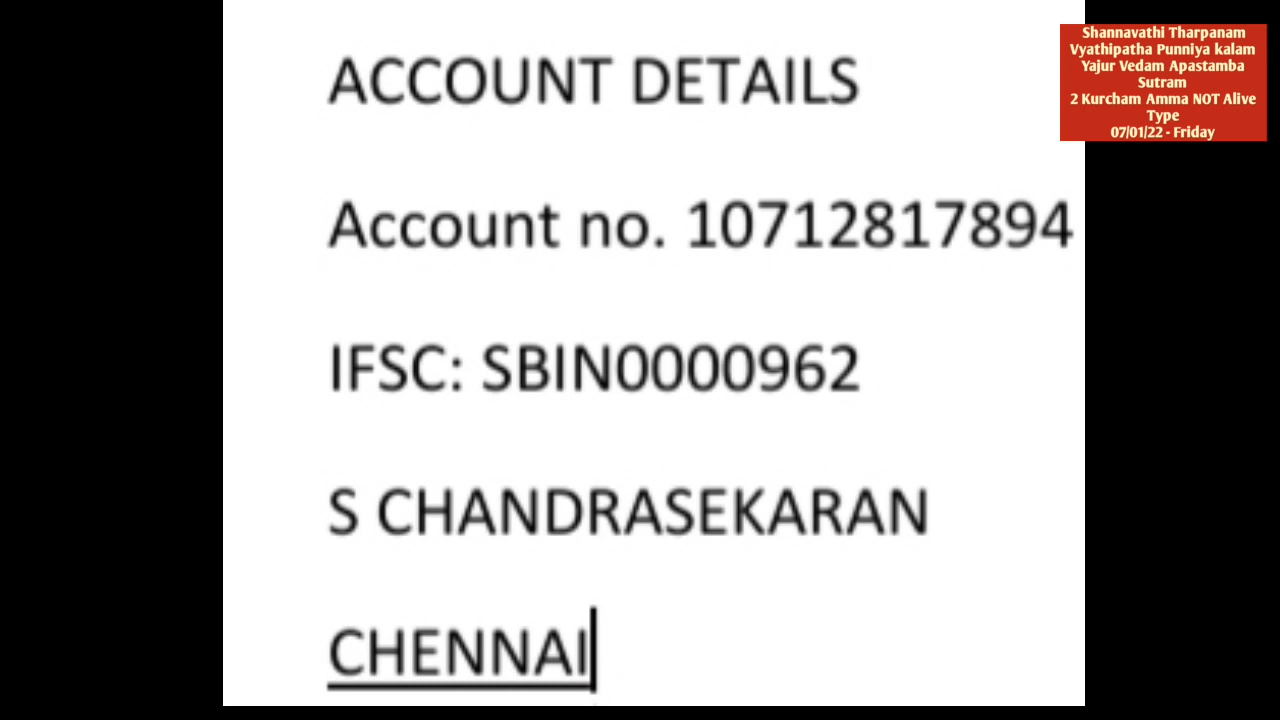 ACCOUNT DETAILS
Account no. 10712817894
IFSC: SBIN0000962
S CHANDRASEKARAN
CHENNAI
Shannavathi Tharpanam
Vyathipatha Punniya kalam
Yajur Vedam Apastamba
Sutram
2 Kurcham Amma NOT Alive
Type
07/01/22 - Friday